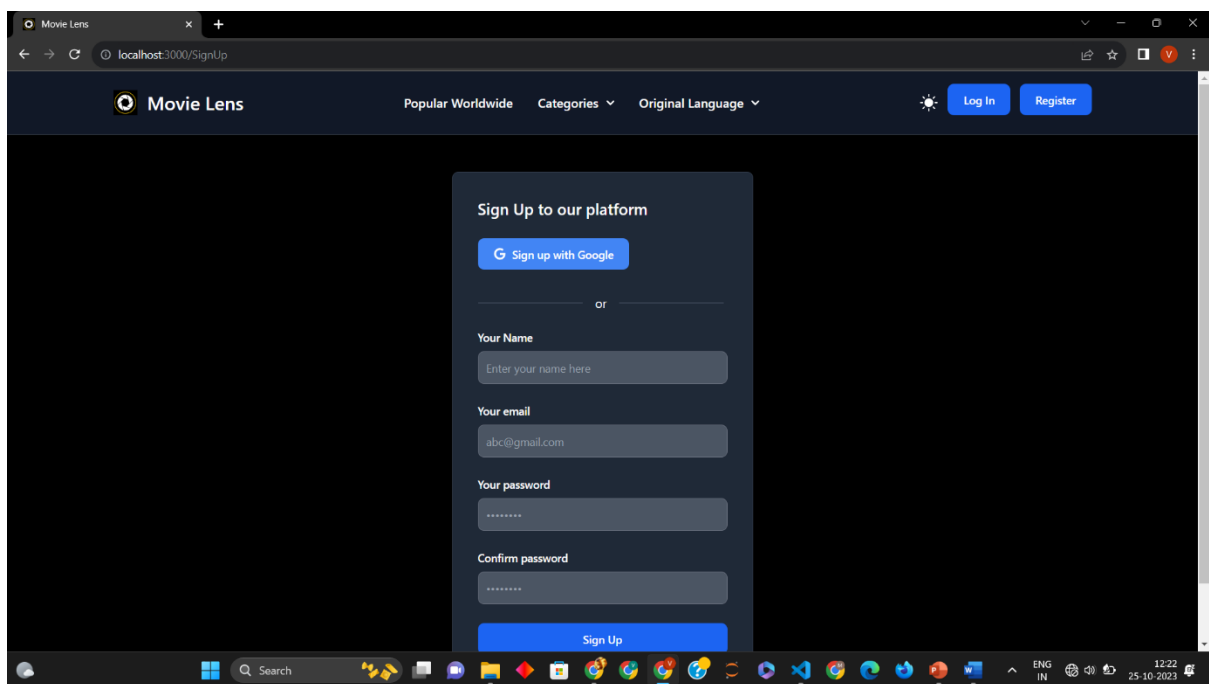 Movie Lens
localhost:3000/SignUp
V
Movie Lens
Popular Worldwide Categories Original Language
Log In Register
Sign Up to our platform
G Sign up with Google
or
Your Name
Enter your name here
Your email
abc@gmail.com
Your password
Confirm password
Sign Up
Search
ENG
IN
12:22
25-10-2023